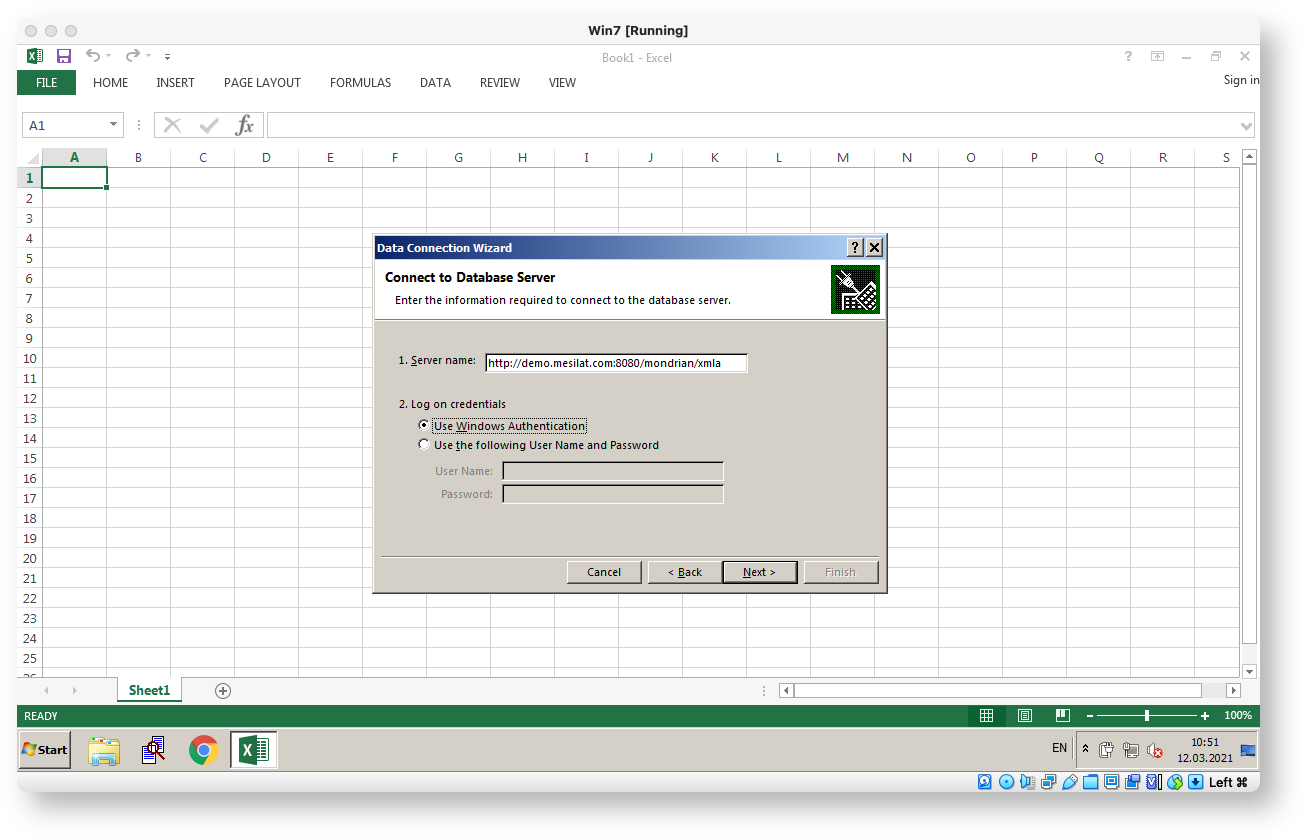 Win7 [Running]
Book1 - Excel
?
FILE HOME INSERT PAGE LAYOUT FORMULAS DATA REVIEW VIEW
Sign in
A1
fx
A B C D E F G H I J K L M N O P Q R S
1
2
3
4
5
6
7
8
9
10
11
12
13
14
15
16
17
18
19
20
21
22
23
24
25
26
Data Connection Wizard
?
Connect to Database Server
Enter the information required to connect to the database server.
1. Server name: http://demo.mesilat.com:8080/mondrian/xmla
2. Log on credentials
Use Windows Authentication
Use the following User Name and Password
User Name:
Password:
Cancel < Back Next > Finish
Sheet1
READY
100%
Start
EN
10:51
12.03.2021
Left ⌘